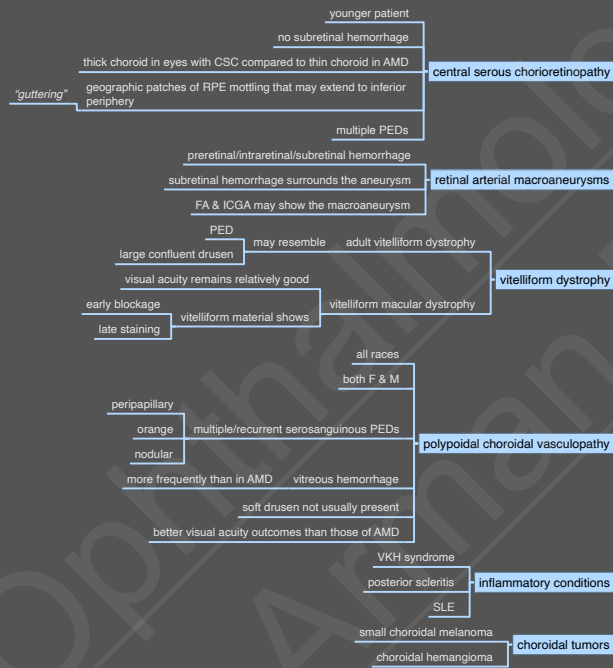 younger patient
no subretinal hemorrhage
thick choroid in eyes with CSC compared to thin choroid in AMD
central serous chorioretinopathy
"guttering"
geographic patches of RPE mottling that may extend to inferior
periphery
multiple PEDs
preretinal/intraretinal/subretinal hemorrhage
subretinal hemorrhage surrounds the aneurysm
retinal arterial macroaneurysms
FA & ICGA may show the macroaneurysm
PED
large confluent drusen
may resemble
adult vitelliform dystrophy
vitelliform dystrophy
visual acuity remains relatively good
early blockage
late staining
vitelliform material shows
vitelliform macular dystrophy
all races
both F & M
peripapillary
orange
nodular
multiple/recurrent serosanguinous PEDs
polypoidal choroidal vasculopathy
more frequently than in AMD
vitreous hemorrhage
soft drusen not usually present
better visual acuity outcomes than those of AMD
VKH syndrome
posterior scleritis
SLE
inflammatory conditions
small choroidal melanoma
choroidal hemangioma
choroidal tumors